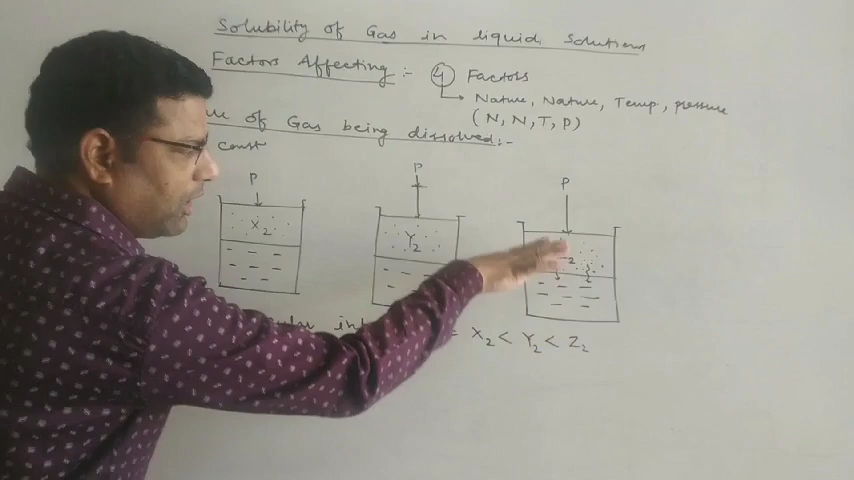 Solubility of Gas in liquid Solutions
Factors Affecting :- 4 Factors
Nature, Nature, Temp, pressure
(N, N, T, P)
of Gas being dissolved:-
const
P P P
X2 Y2 2
X2 < Y2 < Z2